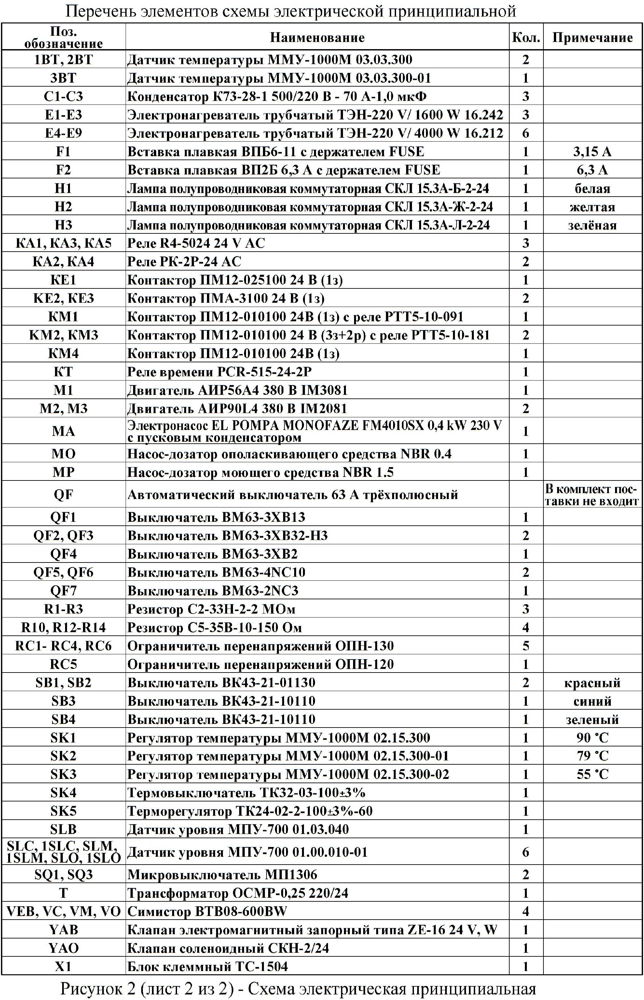 Перечень элементов схемы электрической принципиальной
Поз. обозначение Наименование Кол. Примечание
1ВТ, 2ВТ Датчик температуры ММУ-1000М 03.03.300 2
3ВТ Датчик температуры ММУ-1000М 03.03.300-01 1
С1-С3 Конденсатор К73-28-1 500/220 В - 70 А-1,0 мкФ 3
Е1-Е3 Электронагреватель трубчатый ТЭН-220 V/ 1600 W 16.242 3
Е4-Е9 Электронагреватель трубчатый ТЭН-220 V/ 4000 W 16.212 6
F1 Вставка плавкая ВПБ6-11 с держателем FUSE 1 3,15 А
F2 Вставка плавкая ВП2Б 6,3 А с держателем FUSE 1 6,3 А
Н1 Лампа полупроводниковая коммутаторная СКЛ 15.3А-Б-2-24 1 белая
Н2 Лампа полупроводниковая коммутаторная СКЛ 15.3А-Ж-2-24 1 желтая
Н3 Лампа полупроводниковая коммутаторная СКЛ 15.3А-Л-2-24 1 зелёная
КА1, КА3, КА5 Реле R4-5024 24 V AC 3
КА2, КА4 Реле РК-2Р-24 АС 2
КЕ1 Контактор ПМ12-025100 24 В (1з) 1
КЕ2, КЕ3 Контактор ПМА-3100 24 В (1з) 2
КМ1 Контактор ПМ12-010100 24В (1з) с реле РТТ5-10-091 1
КМ2, КМ3 Контактор ПМ12-010100 24 В (3з+2р) с реле РТТ5-10-181 2
КМ4 Контактор ПМ12-010100 24В (1з) 1
КТ Реле времени PCR-515-24-2Р 1
М1 Двигатель АИР56А4 380 В IM3081 1
М2, М3 Двигатель АИР90L4 380 В IM2081 2
МА Электронасос EL POMPA MONOFAZE FM4010SX 0,4 kW 230 V
с пусковым конденсатором 1
МО Насос-дозатор ополаскивающего средства NBR 0.4 1
МР Насос-дозатор моющего средства NBR 1.5 1
QF Автоматический выключатель 63 А трёхполюсный В комплект пос-
тавки не входит
QF1 Выключатель ВМ63-3ХВ13 1
QF2, QF3 Выключатель ВМ63-3ХВ32-Н3 2
QF4 Выключатель ВМ63-3ХВ2 1
QF5, QF6 Выключатель ВМ63-4NC10 2
QF7 Выключатель ВМ63-2NC3 1
R1-R3 Резистор С2-33Н-2-2 МОм 3
R10, R12-R14 Резистор С5-35В-10-150 Ом 4
RC1- RC4, RC6 Ограничитель перенапряжений ОПН-130 5
RC5 Ограничитель перенапряжений ОПН-120 1
SB1, SB2 Выключатель ВК43-21-01130 2 красный
SB3 Выключатель ВК43-21-10110 1 синий
SB4 Выключатель ВК43-21-10110 1 зеленый
SK1 Регулятор температуры ММУ-1000М 02.15.300 1 90 °С
SK2 Регулятор температуры ММУ-1000М 02.15.300-01 1 79 °С
SK3 Регулятор температуры ММУ-1000М 02.15.300-02 1 55 °С
SK4 Термовыключатель ТК32-03-100±3% 1
SK5 Терморегулятор ТК24-02-2-100±3%-60 1
SLB Датчик уровня МПУ-700 01.03.040 1
SLC, 1SLC, SLM,
1SLM, SLO, 1SLO Датчик уровня МПУ-700 01.00.010-01 6
SQ1, SQ3 Микровыключатель МП1306 2
Т Трансформатор ОСМР-0,25 220/24 1
VEB, VC, VM, VO Симистор ВТВ08-600BW 4
YAB Клапан электромагнитный запорный типа ZE-16 24 V, W 1
YAO Клапан соленоидный СКН-2/24 1
X1 Блок клеммный ТС-1504 1
Рисунок 2 (лист 2 из 2) - Схема электрическая принципиальная